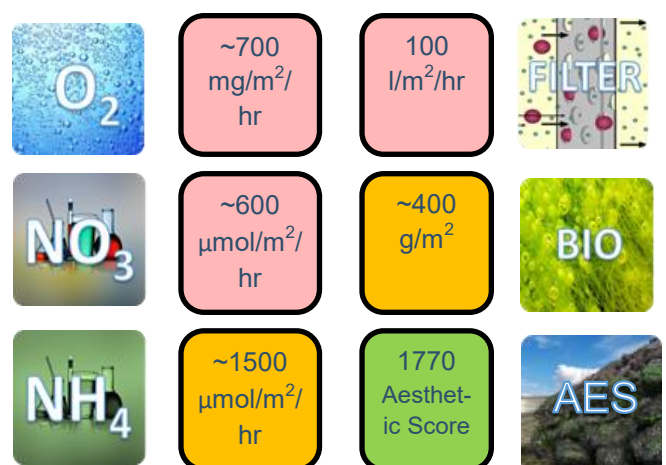 O₂
~700
mg/m²/
hr
100
l/m²/hr
FILTER
NO₃
~600
μmol/m²/
hr
~400
g/m²
BIO
NH₄
~1500
μmol/m²/
hr
1770
Aesthet-
ic Score
AES